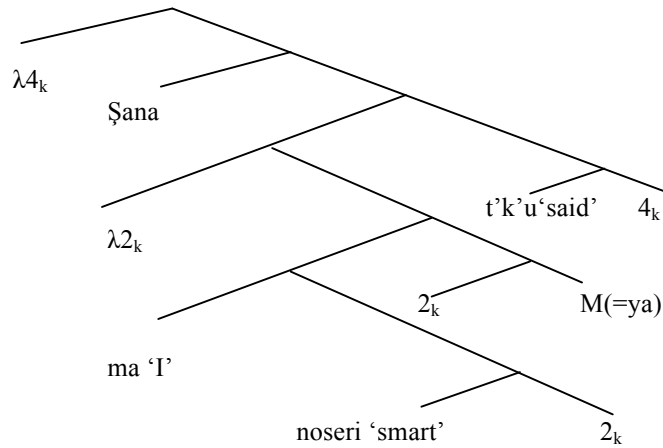 λ4ₖ
Şana
t’k’u‘said’ 4ₖ
λ2ₖ
2ₖ M(=ya)
ma ‘I’
noseri ‘smart’ 2ₖ